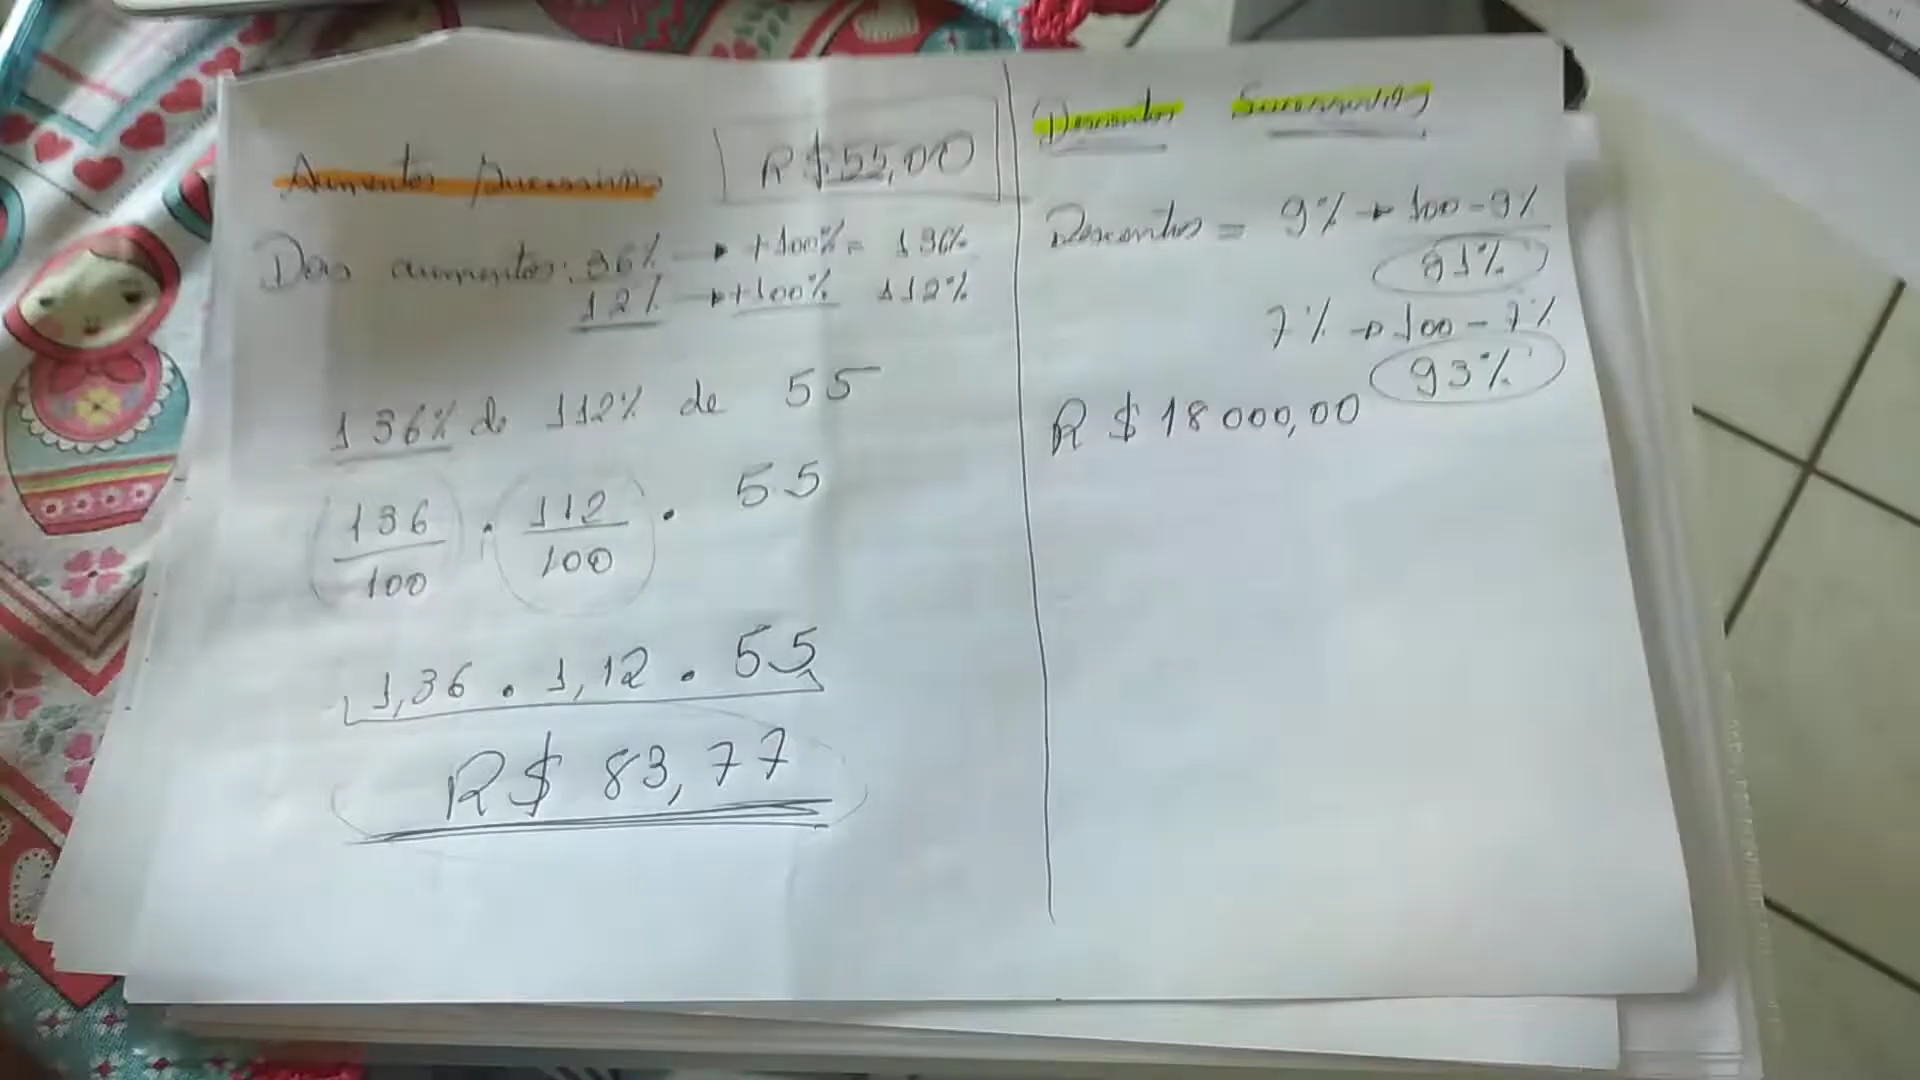 Aumentos sucessivos
R$ 55,00
Dois aumentos: 36% → +100% = 136%
12% → +100% 112%
136% de 112% de 55
136/100 . 112/100 . 55
1,36 . 1,12 . 55
R$ 83,77
Descontos Sucessivos
Descontos = 9% → 100 - 9%
91%
7% → 100 - 7%
93%
R$ 18 000,00